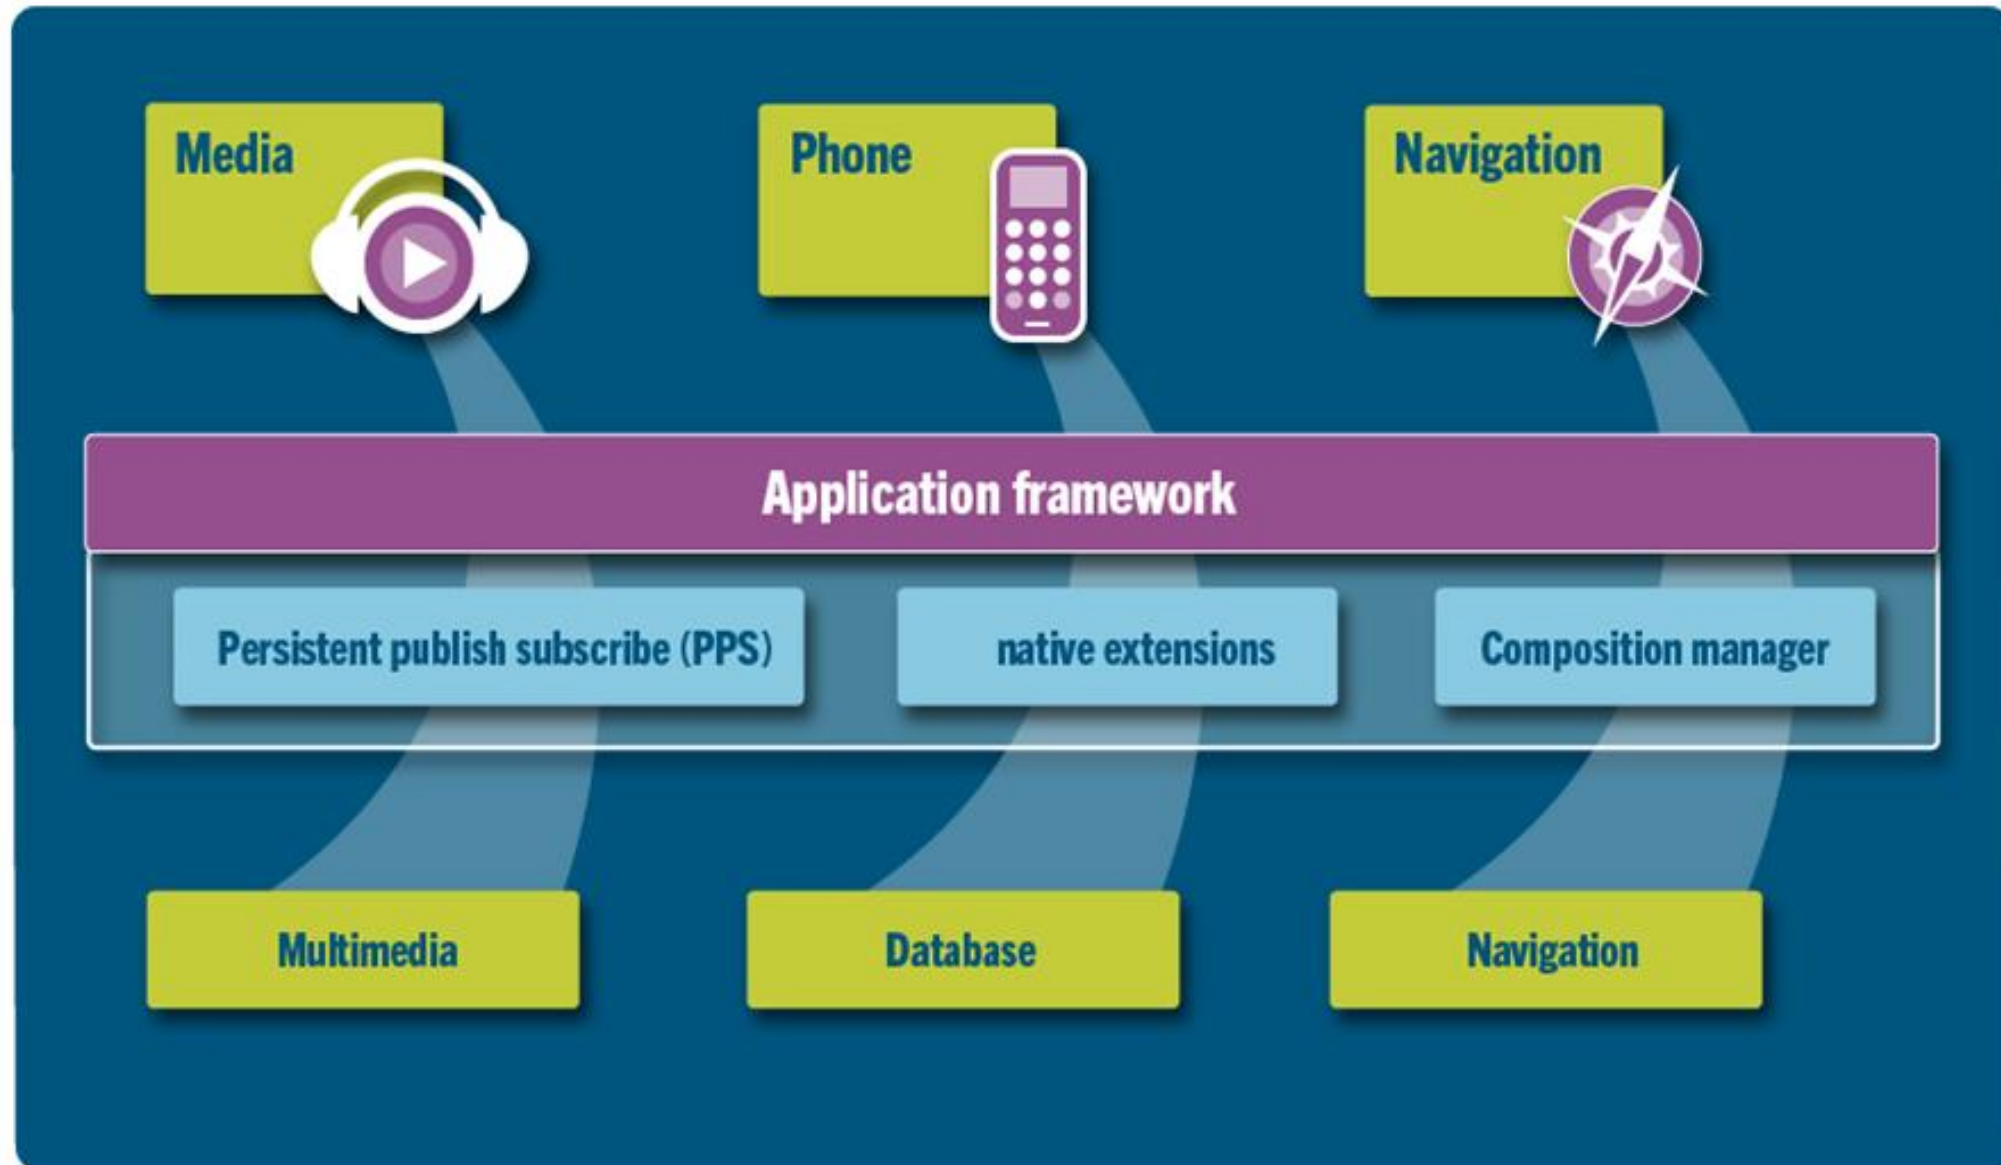 Media
Phone
Navigation
Application framework
Persistent publish subscribe (PPS)
native extensions
Composition manager
Multimedia
Database
Navigation